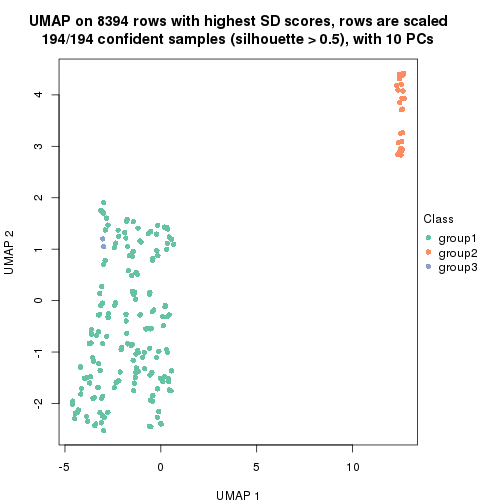 UMAP on 8394 rows with highest SD scores, rows are scaled
194/194 confident samples (silhouette > 0.5), with 10 PCs
4
3
2
1
0
-1
-2
UMAP 2
-5
0
5
10
UMAP 1
Class
group1
group2
group3